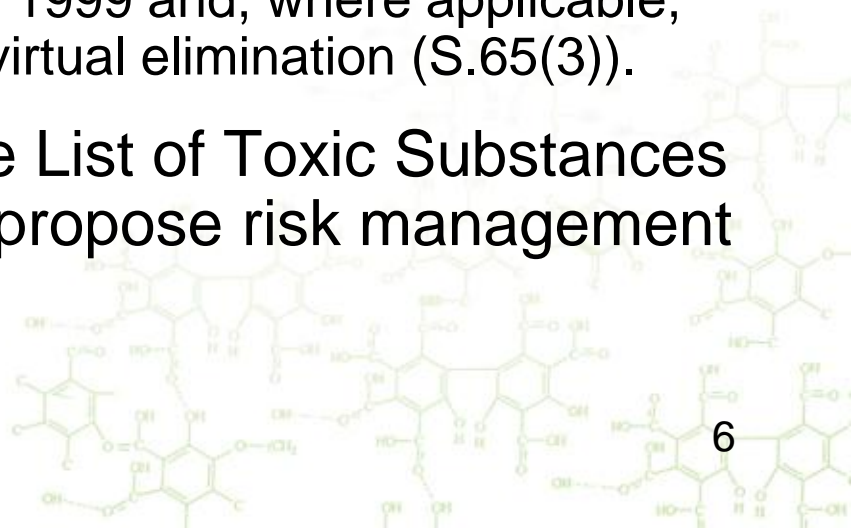 1999 and, where applicable,
virtual elimination (S.65(3)).
e List of Toxic Substances
propose risk management
6